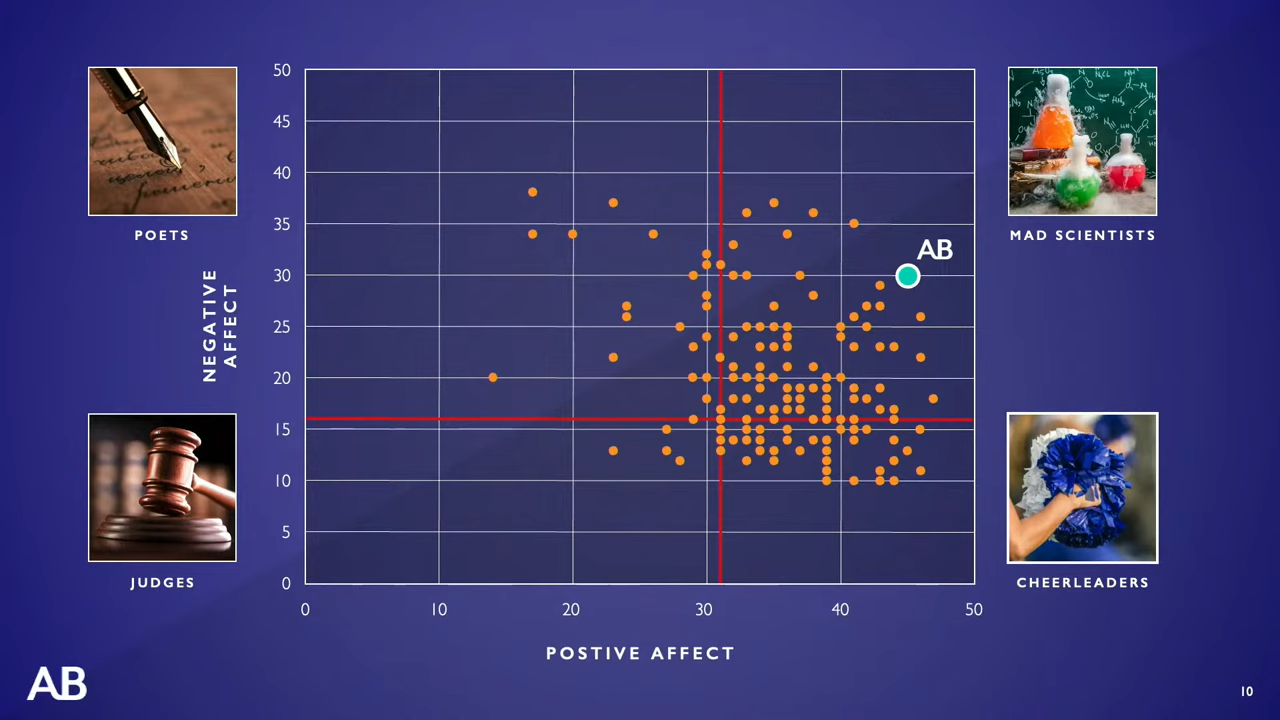 POETS
JUDGES
NEGATIVE
AFFECT
50
45
40
35
30
25
20
15
10
5
0
0
10
20
30
40
50
POSTIVE AFFECT
AB
MAD SCIENTISTS
CHEERLEADERS
AB
10